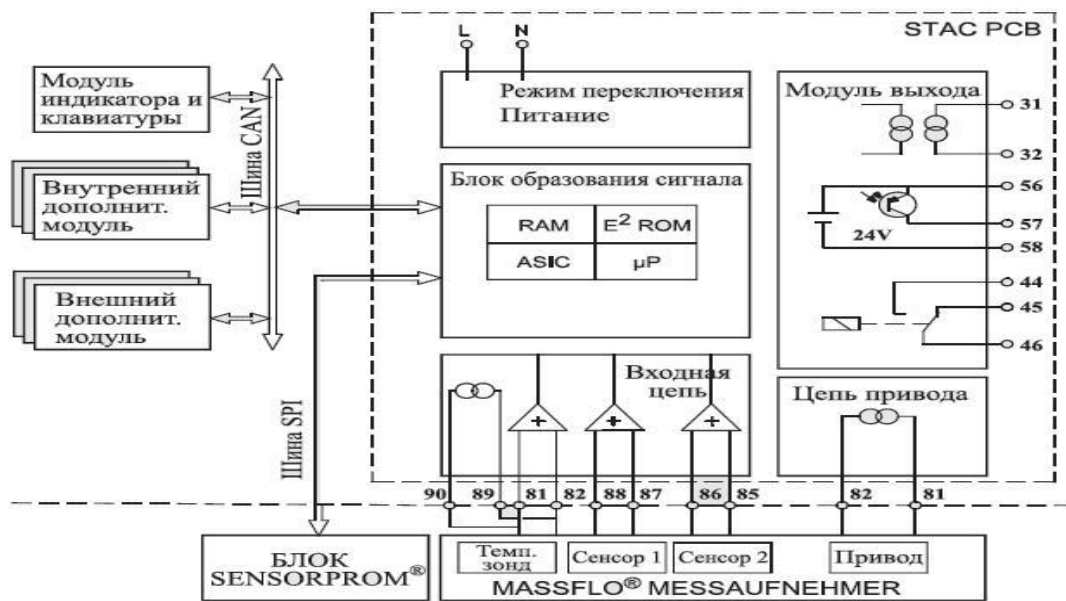 STAC PCB
L N
Модуль
индикатора и
клавиатуры
Внутренний
дополнит.
модуль
Внешний
дополнит.
модуль
Шина CAN
Шина SPI
Режим переключения
Питание
Блок образования сигнала
RAM E² ROM
ASIC µP
Входная
цепь
Модуль выхода
31
32
56
57
24V
58
44
45
46
Цепь привода
90 89 81 82 88 87 86 85 82 81
БЛОК
SENSORPROM®
Темп.
зонд
Сенсор 1
Сенсор 2
Привод
MASSFLO® MESSAUFNEHMER